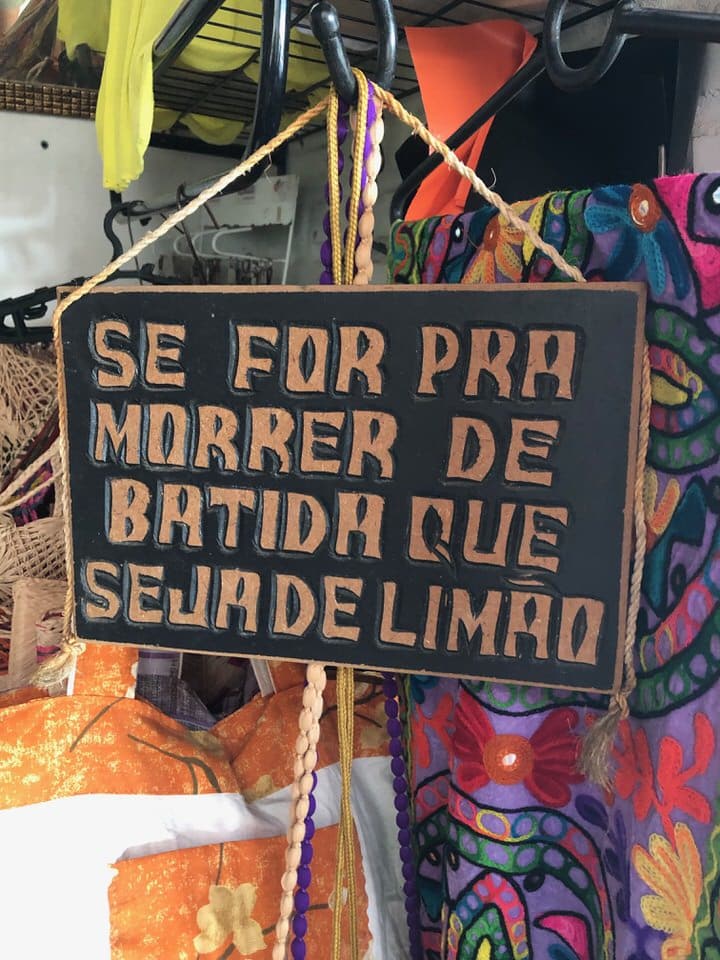 SE FOR PRA
MORRER DE
BATIDA QUE
SEJA DE LIMÃO